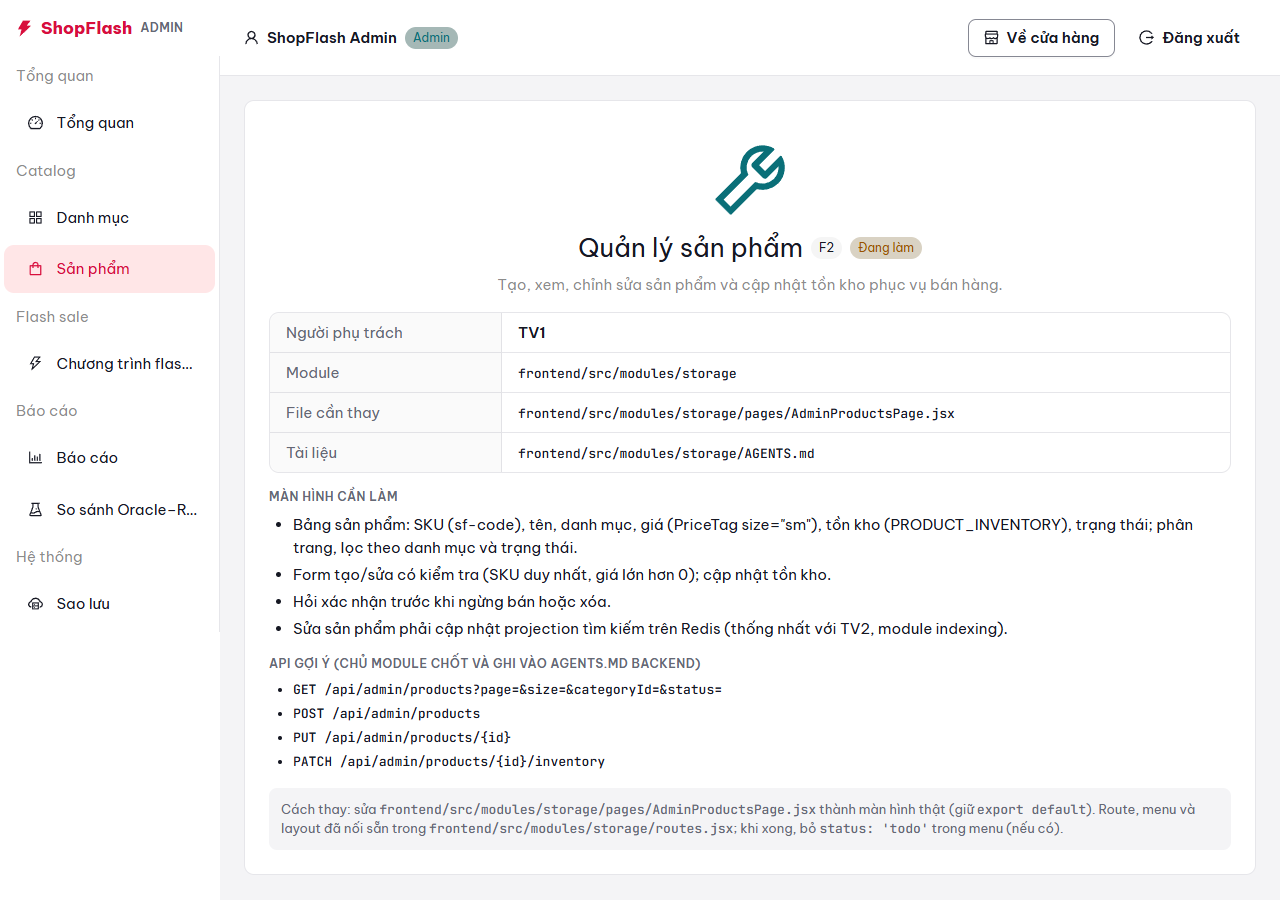 ShopFlash ADMIN
Tổng quan
Tổng quan
Catalog
Danh mục
Sản phẩm
Flash sale
Chương trình flas...
Báo cáo
Báo cáo
So sánh Oracle–R...
Hệ thống
Sao lưu
ShopFlash Admin Admin
Về cửa hàng
Đăng xuất
Quản lý sản phẩm F2 Đang làm
Tạo, xem, chỉnh sửa sản phẩm và cập nhật tồn kho phục vụ bán hàng.
Người phụ trách TV1
Module frontend/src/modules/storage
File cần thay frontend/src/modules/storage/pages/AdminProductsPage.jsx
Tài liệu frontend/src/modules/storage/AGENTS.md
MÀN HÌNH CẦN LÀM
• Bảng sản phẩm: SKU (sf-code), tên, danh mục, giá (PriceTag size="sm"), tồn kho (PRODUCT_INVENTORY), trạng thái; phân
trang, lọc theo danh mục và trạng thái.
• Form tạo/sửa có kiểm tra (SKU duy nhất, giá lớn hơn 0); cập nhật tồn kho.
• Hỏi xác nhận trước khi ngừng bán hoặc xóa.
• Sửa sản phẩm phải cập nhật projection tìm kiếm trên Redis (thống nhất với TV2, module indexing).
API GỢI Ý (CHỦ MODULE CHỐT VÀ GHI VÀO AGENTS.MD BACKEND)
• GET /api/admin/products?page=&size=&categoryId=&status=
• POST /api/admin/products
• PUT /api/admin/products/{id}
• PATCH /api/admin/products/{id}/inventory
Cách thay: sửa frontend/src/modules/storage/pages/AdminProductsPage.jsx thành màn hình thật (giữ export default). Route, menu và
layout đã nối sẵn trong frontend/src/modules/storage/routes.jsx; khi xong, bỏ status: 'todo' trong menu (nếu có).